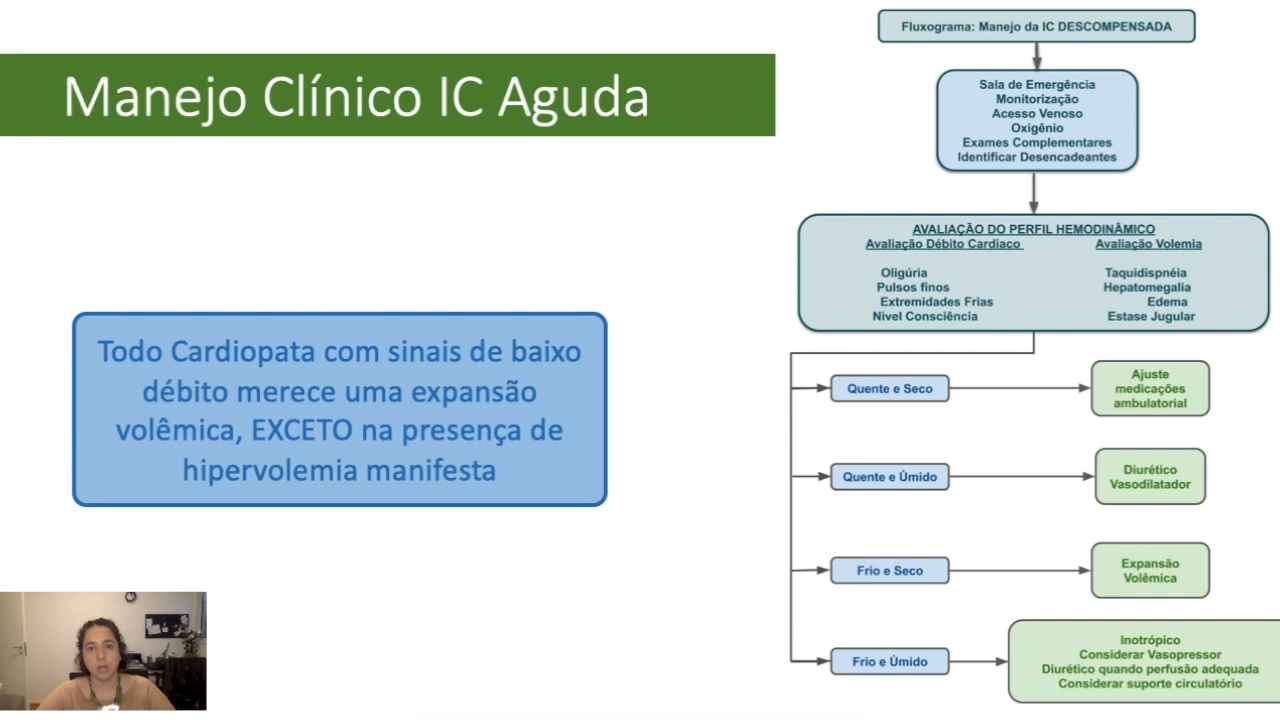 Manejo Clínico IC Aguda
Todo Cardiopata com sinais de baixo
débito merece uma expansão
volêmica, EXCETO na presença de
hipervolemia manifesta
Fluxograma: Manejo da IC DESCOMPENSADA
Sala de Emergência
Monitorização
Acesso Venoso
Oxigênio
Exames Complementares
Identificar Desencadeantes
AVALIAÇÃO DO PERFIL HEMODINÂMICO
Avaliação Débito Cardiaco
Avaliação Volemia
Oligúria
Taquidispnéia
Pulsos finos
Hepatomegalia
Extremidades Frias
Edema
Nivel Consciência
Estase Jugular
Quente e Seco
Ajuste
medicações
ambulatorial
Quente e Úmido
Diurético
Vasodilatador
Frio e Seco
Expansão
Volêmica
Frio e Úmido
Inotrópico
Considerar Vasopressor
Diurético quando perfusão adequada
Considerar suporte circulatório